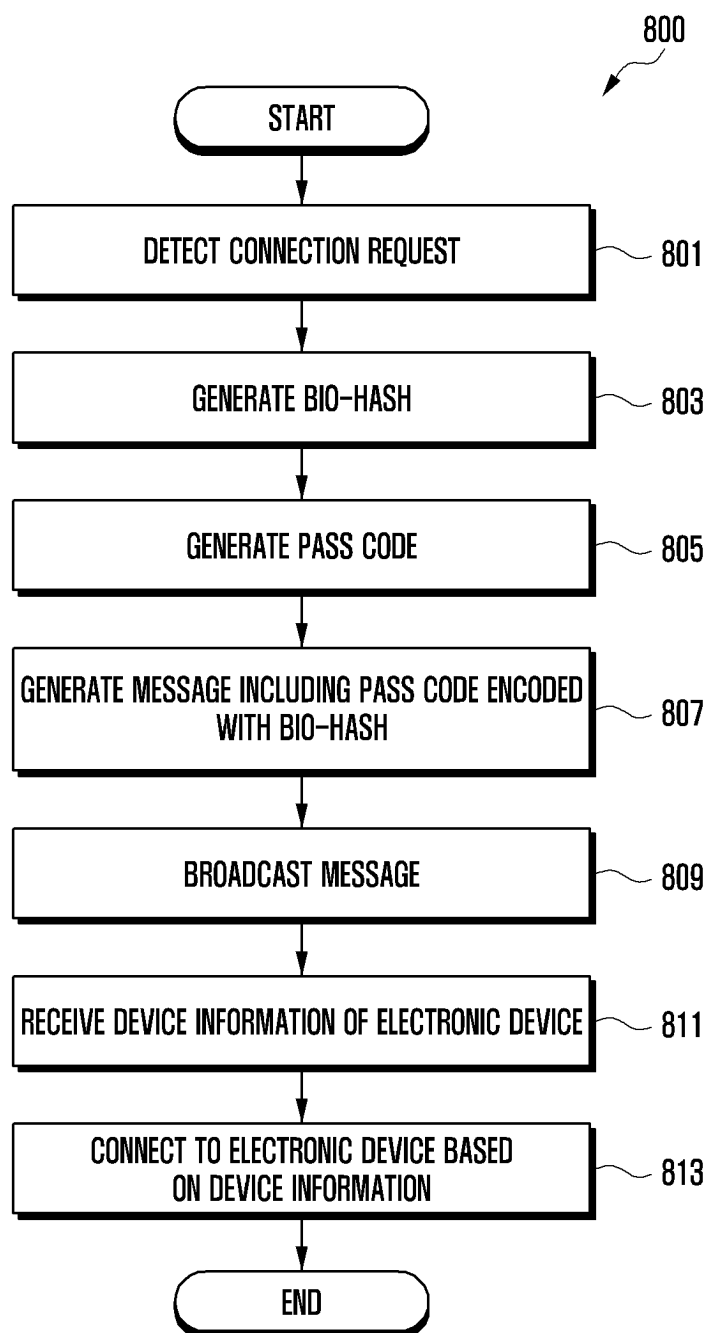 800
START
DETECT CONNECTION REQUEST
801
GENERATE BIO-HASH
803
GENERATE PASS CODE
805
GENERATE MESSAGE INCLUDING PASS CODE ENCODED
WITH BIO-HASH
807
BROADCAST MESSAGE
809
RECEIVE DEVICE INFORMATION OF ELECTRONIC DEVICE
811
CONNECT TO ELECTRONIC DEVICE BASED
ON DEVICE INFORMATION
813
END